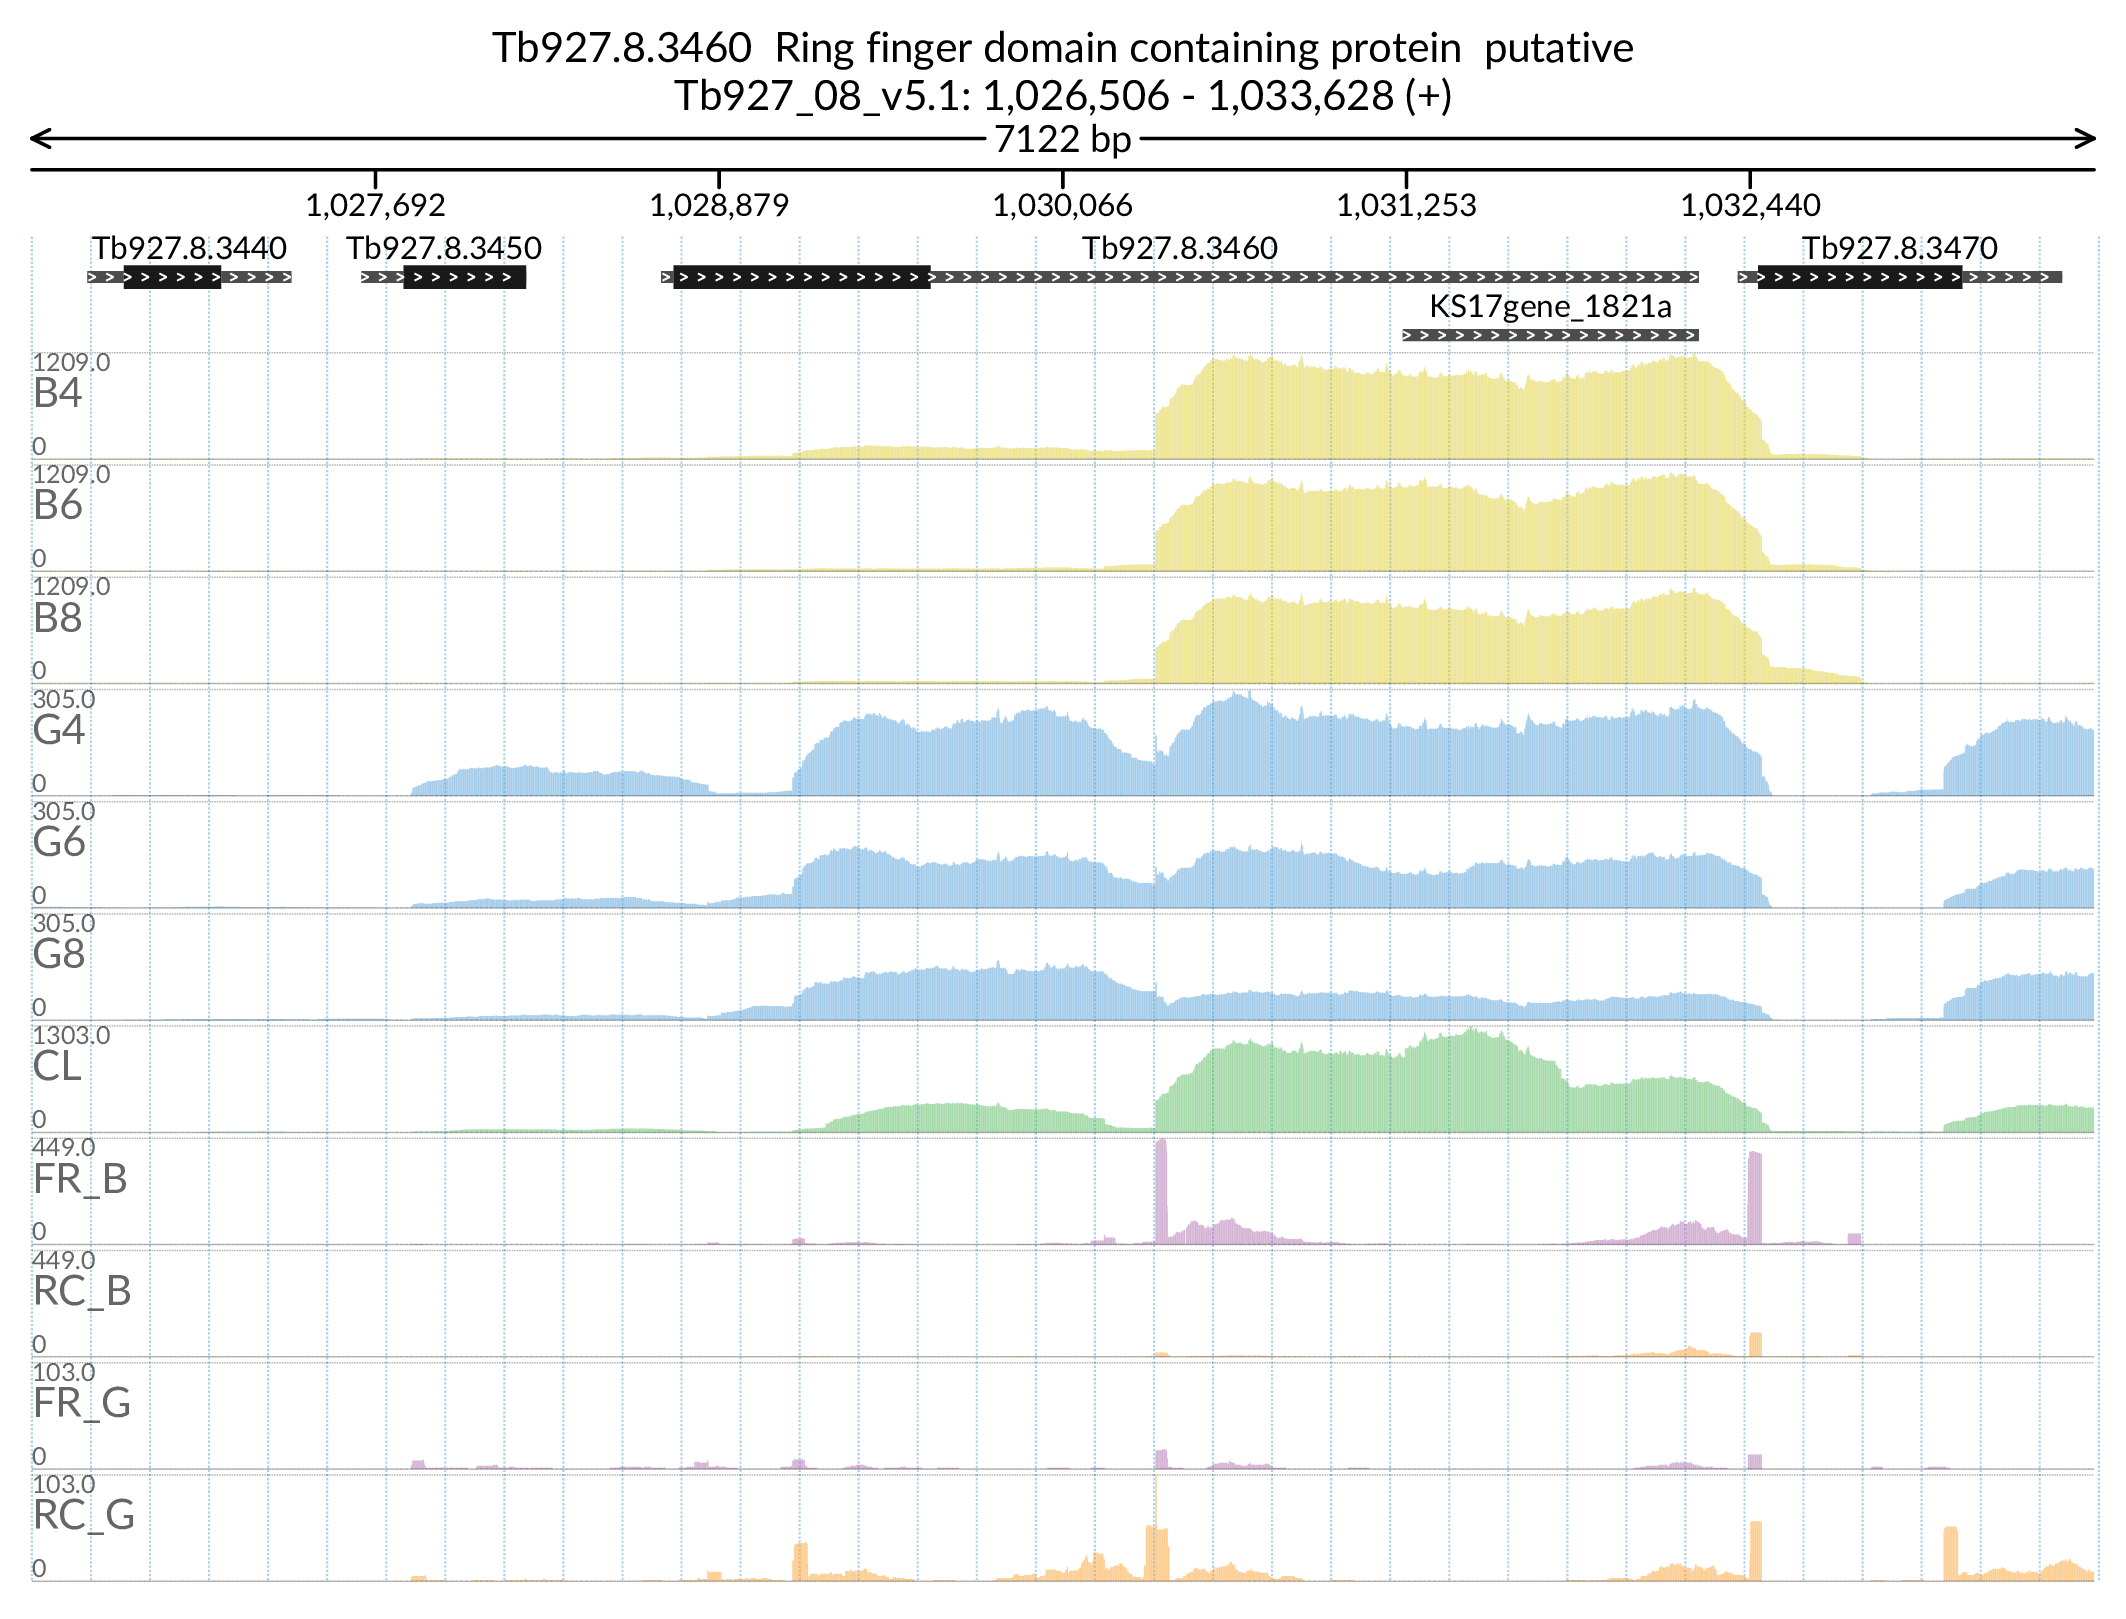 Tb927.8.3460  Ring finger domain containing protein  putative
Tb927_08_v5.1: 1,026,506 - 1,033,628 (+)
7122 bp
1,027,692 1,028,879 1,030,066 1,031,253 1,032,440
Tb927.8.3440 Tb927.8.3450 Tb927.8.3460 Tb927.8.3470
KS17gene_1821a
1209.0
B4
0
1209.0
B6
0
1209.0
B8
0
305.0
G4
0
305.0
G6
0
305.0
G8
0
1303.0
CL
0
449.0
FR_B
0
449.0
RC_B
0
103.0
FR_G
0
103.0
RC_G
0